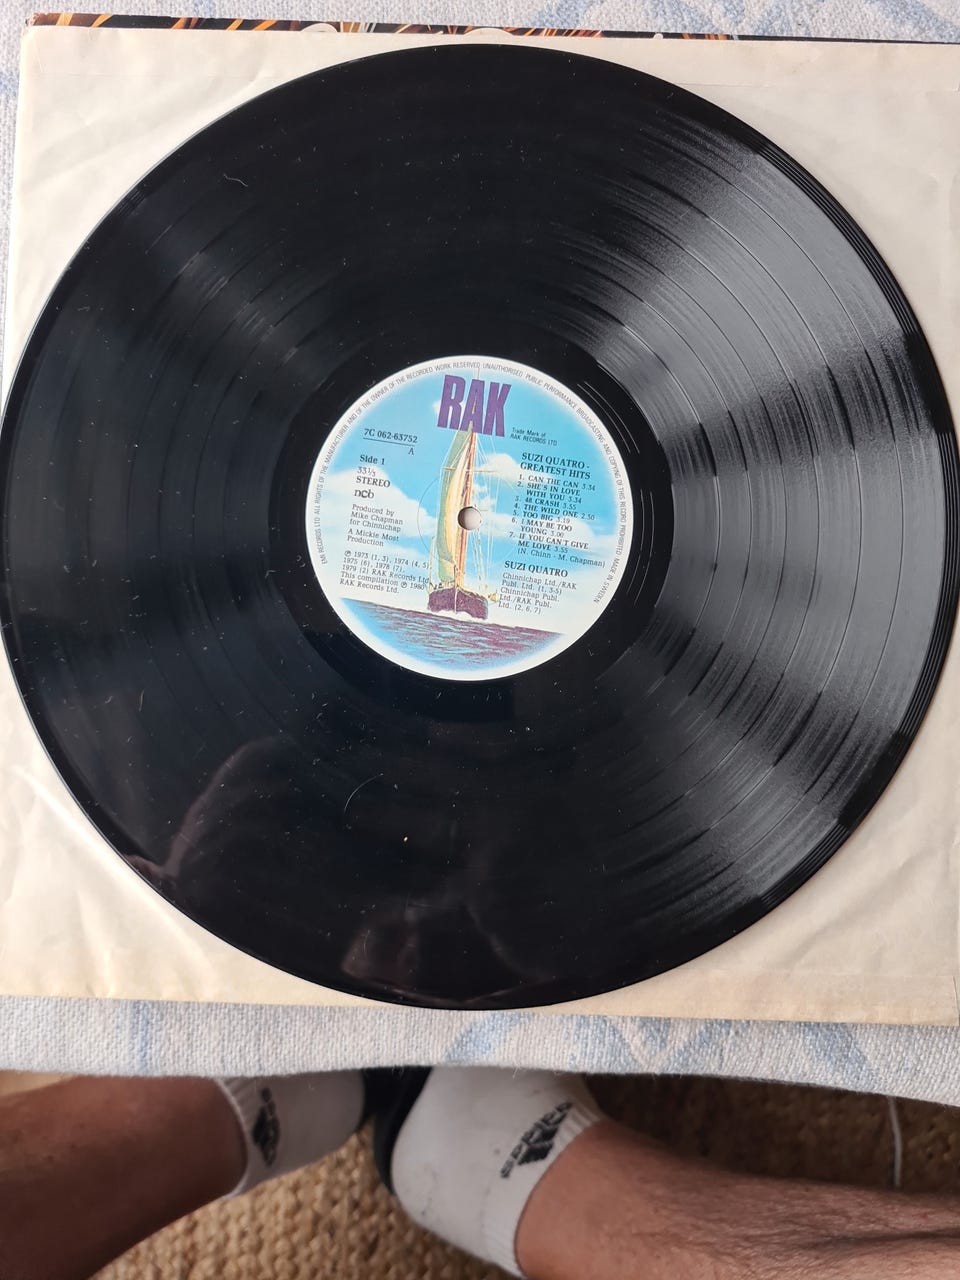 RAK RECORDS LTD. ALL RIGHTS OF THE MANUFACTURER AND OF THE OWNER OF THE RECORDED WORK RESERVED UNAUTHORISED PUBLIC PERFORMANCE BROADCASTING AND COPYING OF THIS RECORD PROHIBITED MADE IN SWEDEN
RAK
Trade Mark of
RAK RECORDS LTD
7C 062-63752
A
Side 1
33⅓
STEREO
ncb
Produced by
Mike Chapman
for Chinnichap
A Mickie Most
Production
℗ 1973 (1, 3), 1974 (4, 5),
1975 (6), 1978 (7),
1979 (2) RAK Records Ltd
This compilation ℗ 1980
RAK Records Ltd.
SUZI QUATRO -
GREATEST HITS
1. CAN THE CAN 3.34
2. SHE'S IN LOVE
WITH YOU 3.34
3. 48 CRASH 3.55
4. THE WILD ONE 2.50
5. TOO BIG 3.19
6. I MAY BE TOO
YOUNG 3.06
7. IF YOU CAN'T GIVE
ME LOVE 3.55
(N. Chinn - M. Chapman)
SUZI QUATRO
Chinnichap Ltd./RAK
Publ. Ltd. (1, 3-5)
Chinnichap Publ.
Ltd./RAK Publ.
Ltd. (2, 6, 7)
adidas
adidas